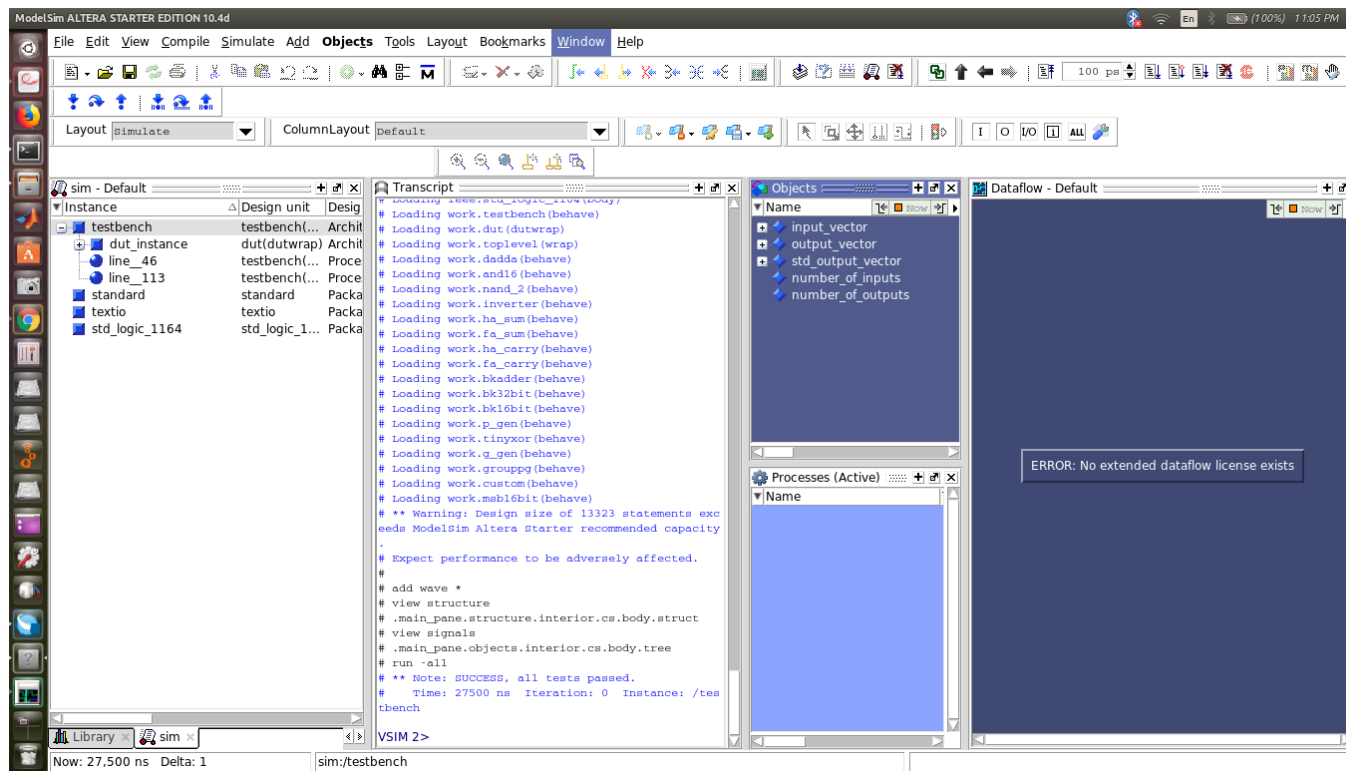 ModelSim ALTERA STARTER EDITION 10.4d
En
(100%) 11:05 PM
File Edit View Compile Simulate Add Objects Tools Layout Bookmarks Window Help
100 ps
Layout Simulate
ColumnLayout Default
I O I/O ALL
sim - Default
Instance Design unit Desig
testbench testbench(... Archit
dut_instance dut(dutwrap) Archit
line__46 testbench(... Proce
line__113 testbench(... Proce
standard standard Packa
textio textio Packa
std_logic_1164 std_logic_1... Packa
Library
sim
Transcript
# Loading ieee.std_logic_1164(body)
# Loading work.testbench(behave)
# Loading work.dut(dutwrap)
# Loading work.toplevel(wrap)
# Loading work.dadda(behave)
# Loading work.and16(behave)
# Loading work.nand_2(behave)
# Loading work.inverter(behave)
# Loading work.ha_sum(behave)
# Loading work.fa_sum(behave)
# Loading work.ha_carry(behave)
# Loading work.fa_carry(behave)
# Loading work.bkadder(behave)
# Loading work.bk32bit(behave)
# Loading work.bk16bit(behave)
# Loading work.p_gen(behave)
# Loading work.tinyxor(behave)
# Loading work.g_gen(behave)
# Loading work.grouppg(behave)
# Loading work.custom(behave)
# Loading work.msb16bit(behave)
# ** Warning: Design size of 13323 statements exc
eeds ModelSim Altera Starter recommended capacity
.
# Expect performance to be adversely affected.
#
# add wave *
# view structure
# .main_pane.structure.interior.cs.body.struct
# view signals
# .main_pane.objects.interior.cs.body.tree
# run -all
# ** Note: SUCCESS, all tests passed.
# Time: 27500 ns Iteration: 0 Instance: /tes
tbench
VSIM 2>
Objects
Name
Now
input_vector
output_vector
std_output_vector
number_of_inputs
number_of_outputs
Processes (Active)
Name
Dataflow - Default
Now
ERROR: No extended dataflow license exists
Now: 27,500 ns Delta: 1
sim:/testbench